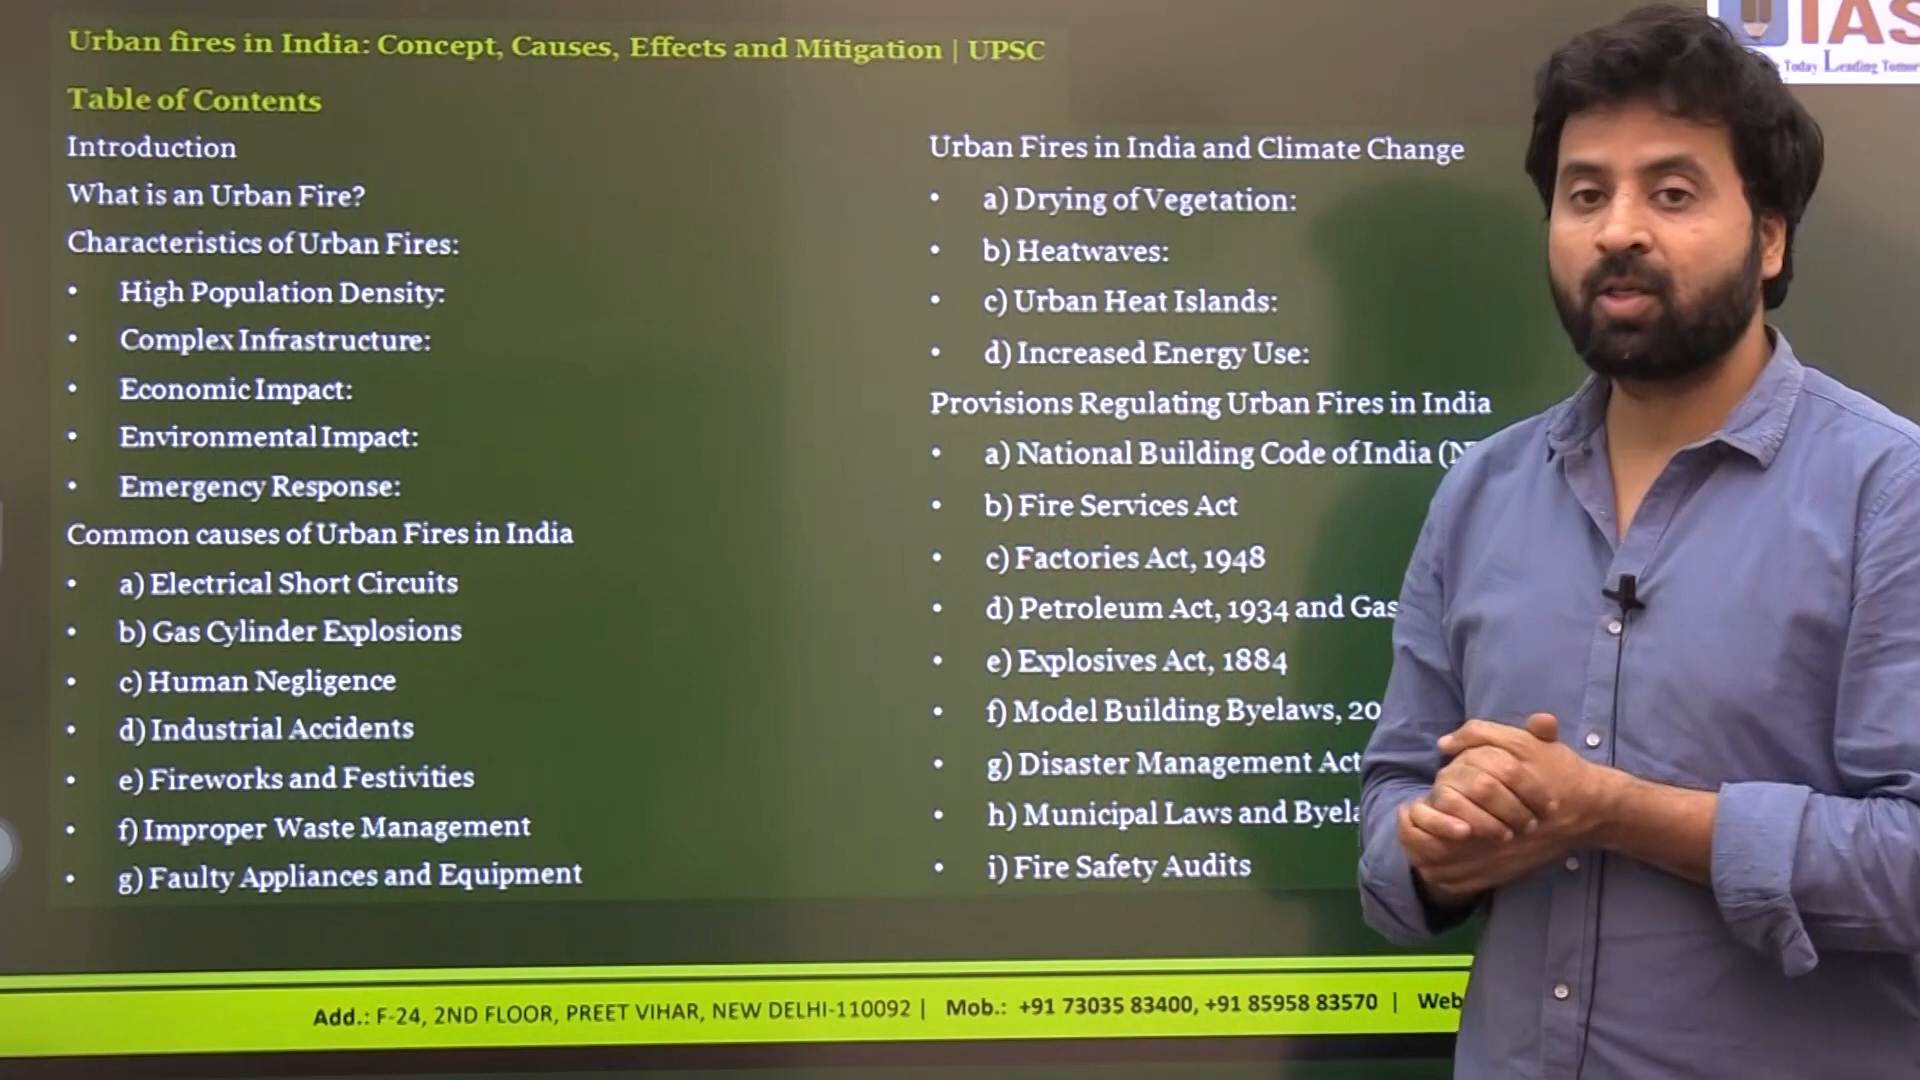 Urban fires in India: Concept, Causes, Effects and Mitigation | UPSC
Table of Contents
Introduction
What is an Urban Fire?
Characteristics of Urban Fires:
• High Population Density:
• Complex Infrastructure:
• Economic Impact:
• Environmental Impact:
• Emergency Response:
Common causes of Urban Fires in India
• a) Electrical Short Circuits
• b) Gas Cylinder Explosions
• c) Human Negligence
• d) Industrial Accidents
• e) Fireworks and Festivities
• f) Improper Waste Management
• g) Faulty Appliances and Equipment
Urban Fires in India and Climate Change
• a) Drying of Vegetation:
• b) Heatwaves:
• c) Urban Heat Islands:
• d) Increased Energy Use:
Provisions Regulating Urban Fires in India
• a) National Building Code of India (N
• b) Fire Services Act
• c) Factories Act, 1948
• d) Petroleum Act, 1934 and Gas
• e) Explosives Act, 1884
• f) Model Building Byelaws, 20
• g) Disaster Management Act
• h) Municipal Laws and Byela
• i) Fire Safety Audits
IAS
Today Leading Tomor
Add.: F-24, 2ND FLOOR, PREET VIHAR, NEW DELHI-110092 | Mob.: +91 73035 83400, +91 85958 83570 | Web